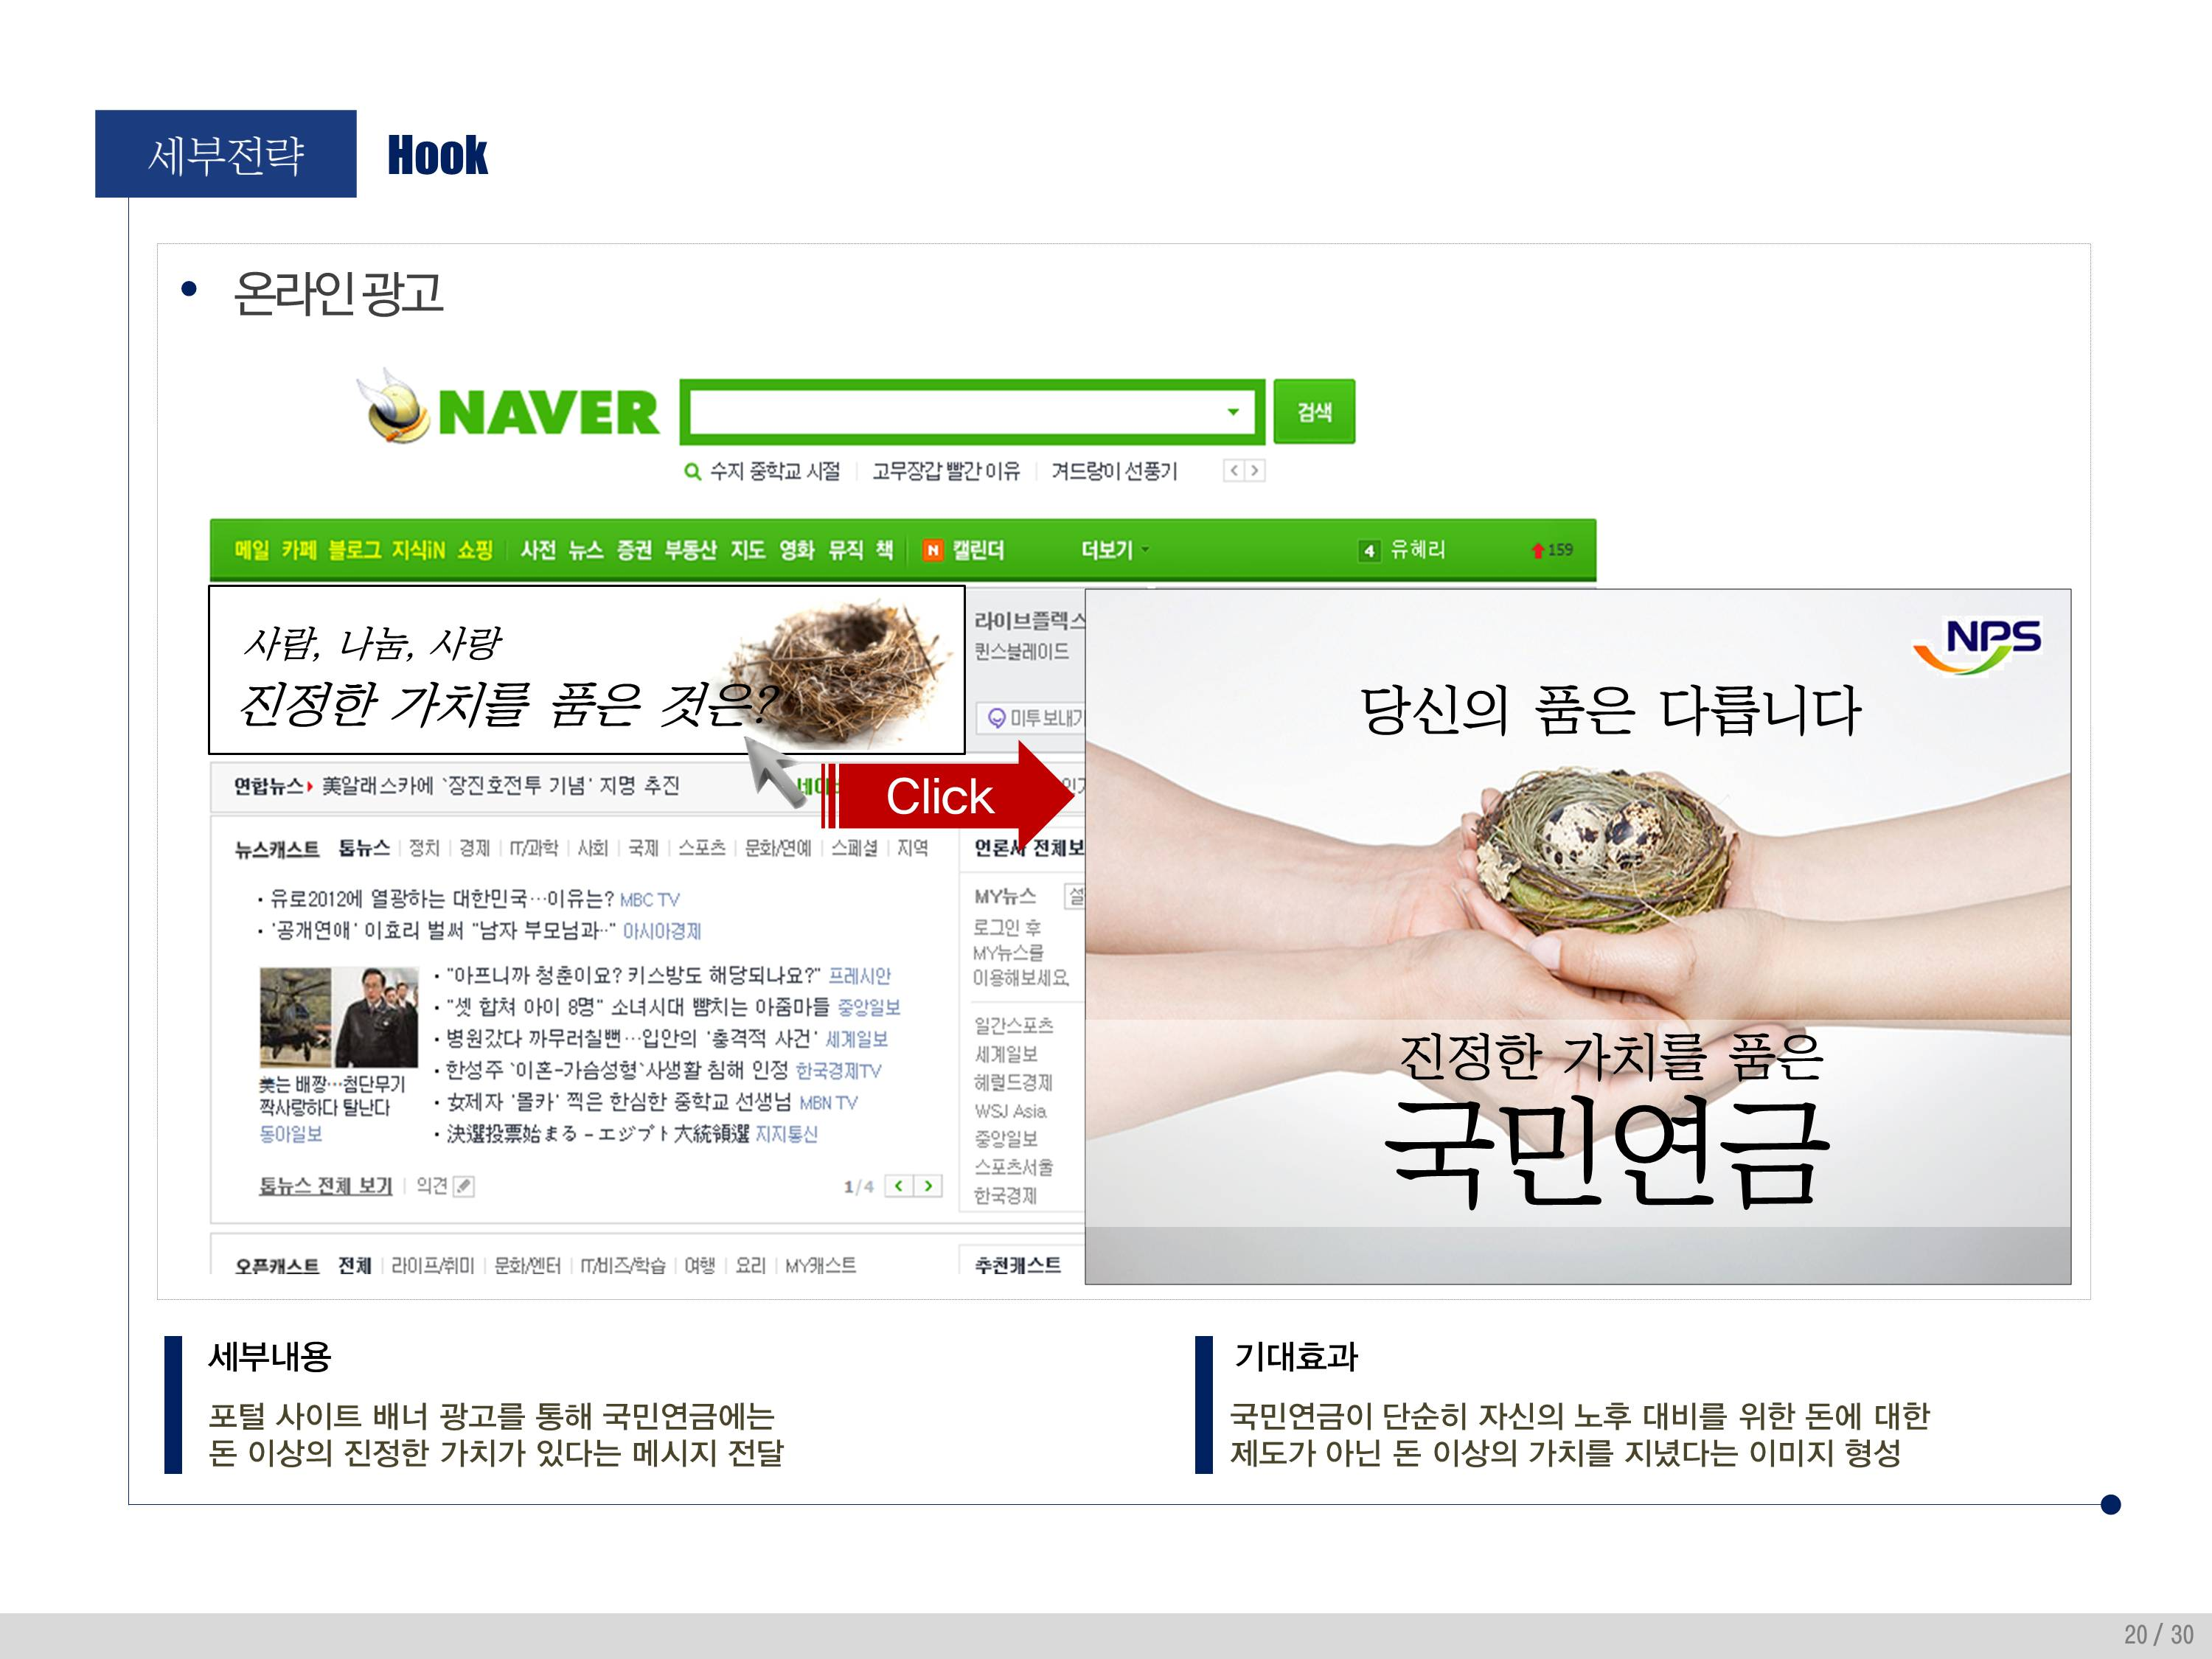 세부전략
Hook
온라인 광고
NAVER
검색
수지 중학교 시절 고무장갑 빨간 이유 겨드랑이 선풍기
메일 카페 블로그 지식iN 쇼핑 사전 뉴스 증권 부동산 지도 영화 뮤직 책 N 캘린더 더보기 4 유혜리 159
사람, 나눔, 사랑
진정한 가치를 품은 것은?
라이브플렉스
퀸스블레이드
미투 보내기
연합뉴스 美알래스카에 '장진호전투 기념' 지명 추진
Click
뉴스캐스트 톱뉴스 정치 경제 IT/과학 사회 국제 스포츠 문화/연예 스페셜 지역
· 유로2012에 열광하는 대한민국…이유는? MBC TV
· '공개연애' 이효리 벌써 "남자 부모님과…" 아시아경제
· "아프니까 청춘이요? 키스방도 해당되나요?" 프레시안
· "셋 합쳐 아이 8명" 소녀시대 뺨치는 아줌마들 중앙일보
· 병원갔다 까무러칠뻔…입안의 '충격적 사건' 세계일보
· 한성주 '이혼-가슴성형'사생활 침해 인정 한국경제TV
· 女제자 '몰카' 찍은 한심한 중학교 선생님 MBN TV
· 決選投票始まる - エジプト大統領選 지지통신
美는 배짱…첨단무기
짝사랑하다 탈난다
동아일보
톱뉴스 전체 보기 의견
1/4
언론사 전체보
MY뉴스 설
로그인 후
MY뉴스를
이용해보세요
일간스포츠
세계일보
헤럴드경제
WSJ Asia
중앙일보
스포츠서울
한국경제
오픈캐스트 전체 라이프/취미 문화/엔터 IT/비즈/학습 여행 요리 MY캐스트
추천캐스트
NPS
당신의 품은 다릅니다
진정한 가치를 품은
국민연금
세부내용
포털 사이트 배너 광고를 통해 국민연금에는
돈 이상의 진정한 가치가 있다는 메시지 전달
기대효과
국민연금이 단순히 자신의 노후 대비를 위한 돈에 대한
제도가 아닌 돈 이상의 가치를 지녔다는 이미지 형성
20 / 30